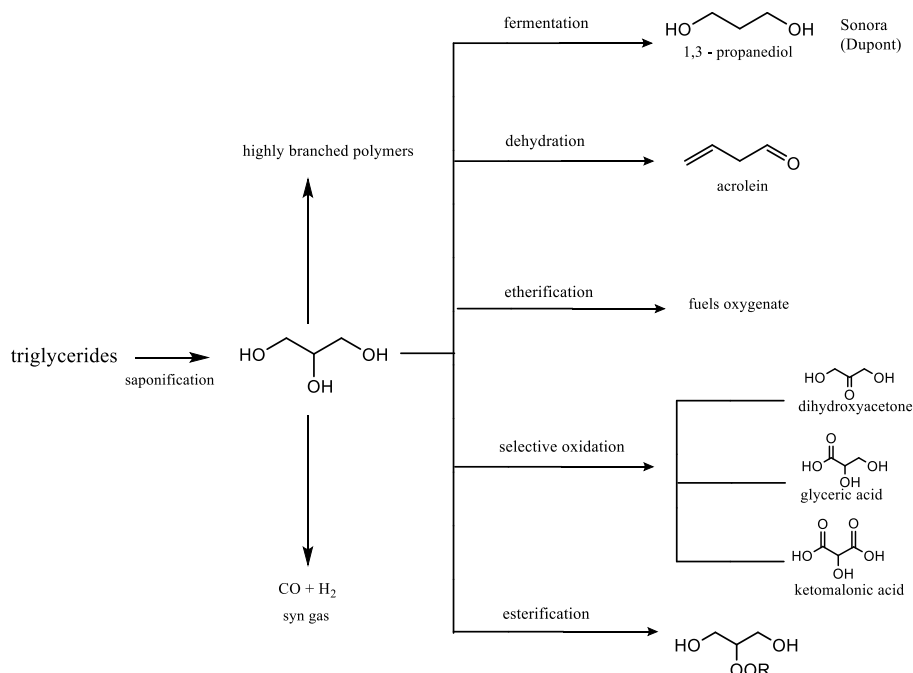 fermentation
HO OH
1,3 - propanediol
Sonora
(Dupont)
dehydration
O
acrolein
highly branched polymers
etherification
fuels oxygenate
triglycerides
saponification
HO OH
OH
selective oxidation
HO OH
O
dihydroxyacetone
O
HO OH
OH
glyceric acid
O O
HO OH
OH
ketomalonic acid
CO + H2
syn gas
esterification
HO OH
OOR